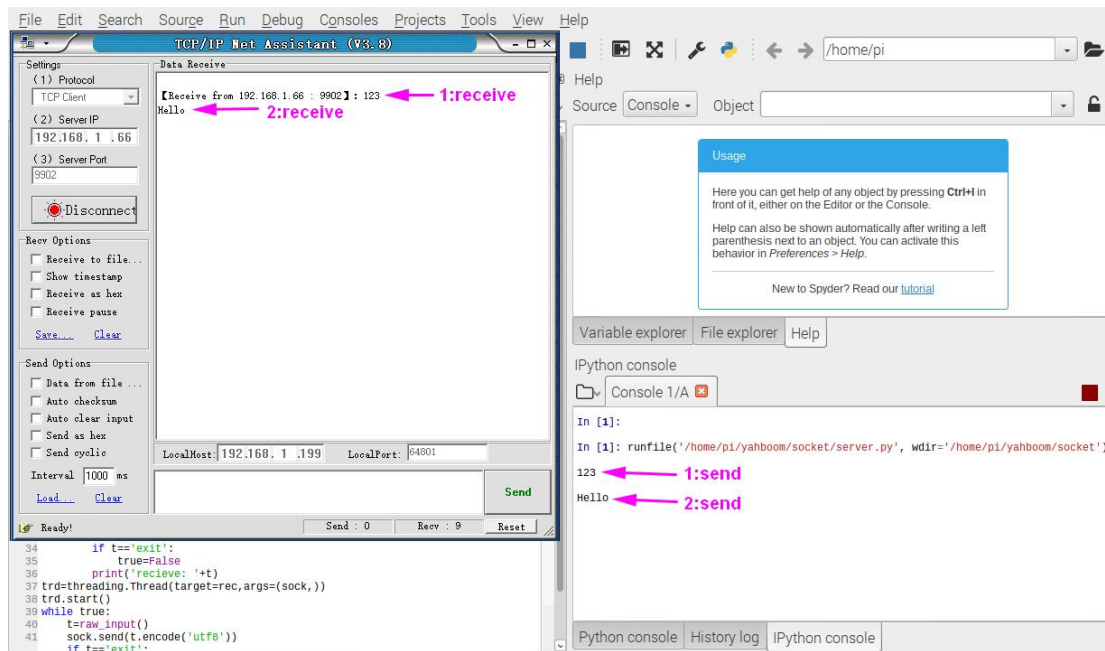 File Edit Search Source Run Debug Consoles Projects Tools View Help
TCP/IP Net Assistant (V3.8)
/home/pi
Settings
(1) Protocol
TCP Client
(2) Server IP
192.168. 1 .66
(3) Server Port
9902
Disconnect
Recv Options
Receive to file...
Show timestamp
Receive as hex
Receive pause
Save... Clear
Send Options
Data from file ...
Auto checksum
Auto clear input
Send as hex
Send cyclic
Interval 1000 ms
Load... Clear
Data Receive
【Receive from 192.168.1.66 : 9902】: 123 1:receive
Hello 2:receive
LocalHost: 192.168. 1 .199 LocalPort: 64801
Send
Ready! Send : 0 Recv : 9 Reset
34 if t=='exit':
35 true=False
36 print('recieve: '+t)
37 trd=threading.Thread(target=rec,args=(sock,))
38 trd.start()
39 while true:
40 t=raw_input()
41 sock.send(t.encode('utf8'))
if t=='exit':
Help
Source Console Object
Usage
Here you can get help of any object by pressing Ctrl+I in
front of it, either on the Editor or the Console.
Help can also be shown automatically after writing a left
parenthesis next to an object. You can activate this
behavior in Preferences > Help.
New to Spyder? Read our tutorial
Variable explorer File explorer Help
IPython console
Console 1/A
In [1]:
In [1]: runfile('/home/pi/yahboom/socket/server.py', wdir='/home/pi/yahboom/socket')
123 1:send
Hello 2:send
Python console History log IPython console